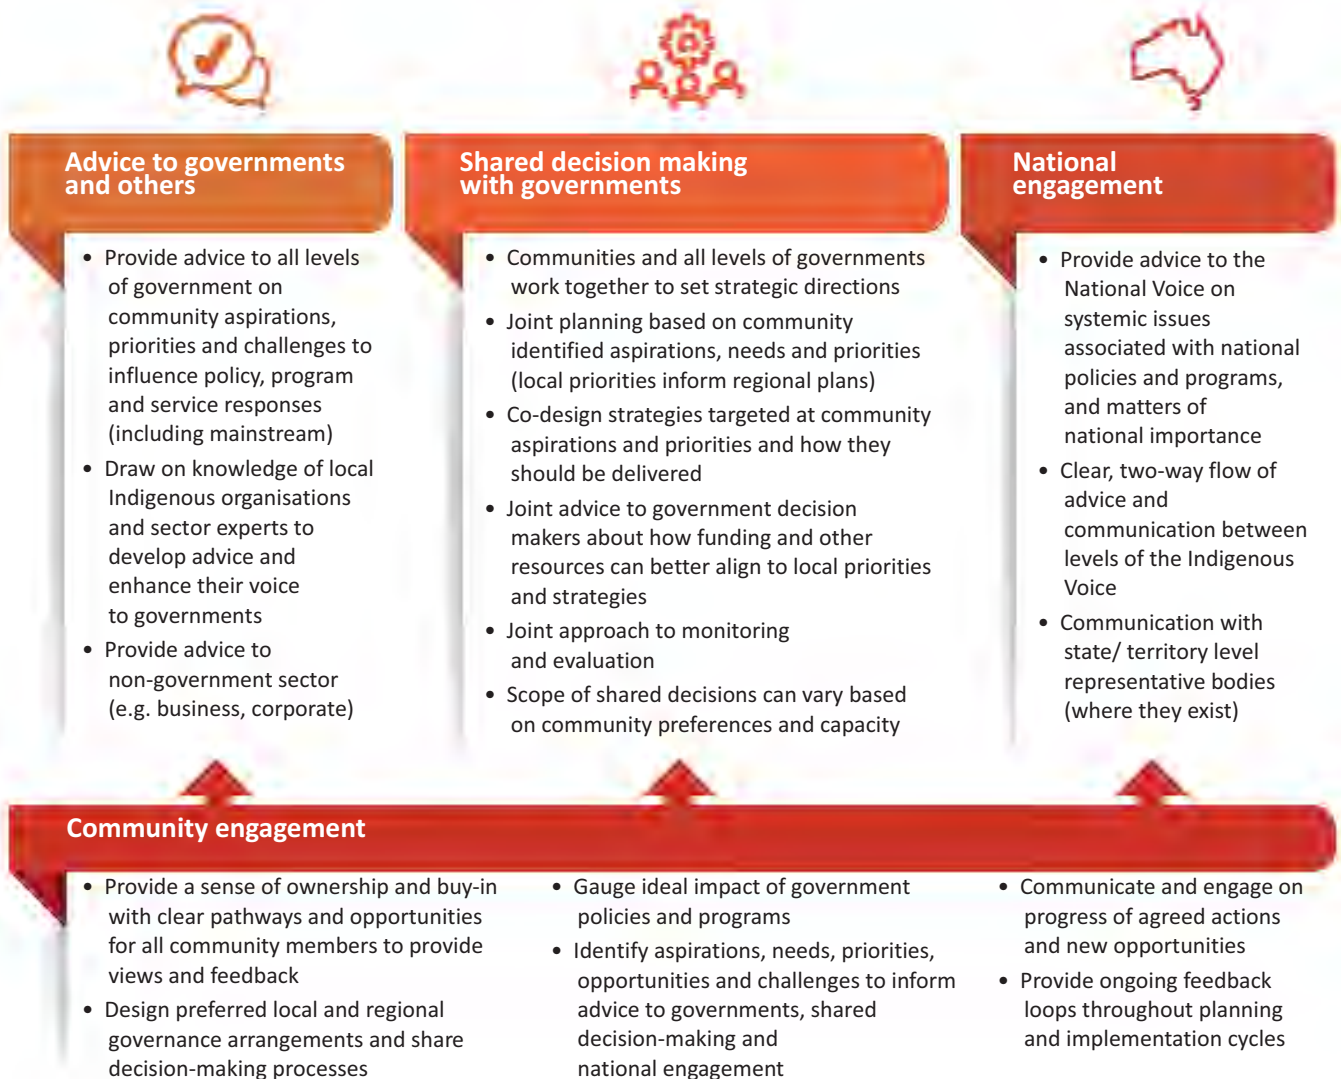 Advice to governments
and others
• Provide advice to all levels
of government on
community aspirations,
priorities and challenges to
influence policy, program
and service responses
(including mainstream)
• Draw on knowledge of local
Indigenous organisations
and sector experts to
develop advice and
enhance their voice
to governments
• Provide advice to
non-government sector
(e.g. business, corporate)
Shared decision making
with governments
• Communities and all levels of governments
work together to set strategic directions
• Joint planning based on community
identified aspirations, needs and priorities
(local priorities inform regional plans)
• Co-design strategies targeted at community
aspirations and priorities and how they
should be delivered
• Joint advice to government decision
makers about how funding and other
resources can better align to local priorities
and strategies
• Joint approach to monitoring
and evaluation
• Scope of shared decisions can vary based
on community preferences and capacity
National
engagement
• Provide advice to the
National Voice on
systemic issues
associated with national
policies and programs,
and matters of
national importance
• Clear, two-way flow of
advice and
communication between
levels of the Indigenous
Voice
• Communication with
state/ territory level
representative bodies
(where they exist)
Community engagement
• Provide a sense of ownership and buy-in
with clear pathways and opportunities
for all community members to provide
views and feedback
• Design preferred local and regional
governance arrangements and share
decision-making processes
• Gauge ideal impact of government
policies and programs
• Identify aspirations, needs, priorities,
opportunities and challenges to inform
advice to governments, shared
decision-making and
national engagement
• Communicate and engage on
progress of agreed actions
and new opportunities
• Provide ongoing feedback
loops throughout planning
and implementation cycles